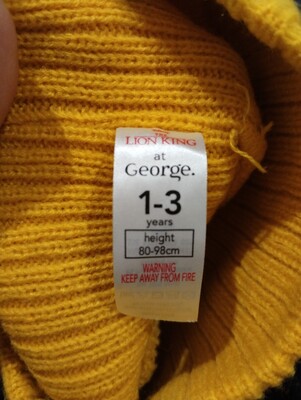 LION KING
at
George.
1-3
years
height
80-98cm
WARNING
KEEP AWAY FROM FIRE